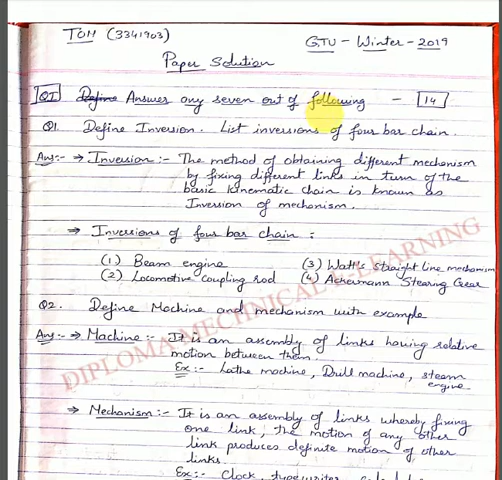 TOM (3341903)
GTU - Winter - 2019
Paper Solution
Q1 Define Answer any seven out of following - 14
Q1. Define Inversion. List inversions of four bar chain.
Ans:- → Inversion :- The method of obtaining different mechanism
by fixing different links in turn of the
basic kinematic chain is known as
Inversion of mechanism.
→ Inversions of four bar chain :
(1) Beam engine (3) Watt's Straight Line mechanism
(2) Locomotive Coupling rod (4) Ackermann Stearing Gear
Q2. Define Machine and mechanism with example
Ans:- → Machine :- It is an assembly of links having relative
motion between them.
Ex :- Lathe machine, Drill machine, steam
engine
→ Mechanism :- It is an assembly of links whereby fixing
one link, the motion of any other
link produces definite motion of other
links.
Ex:- Clock, typewriter,
DIPLOMA MECHNICAL E-LEARNING